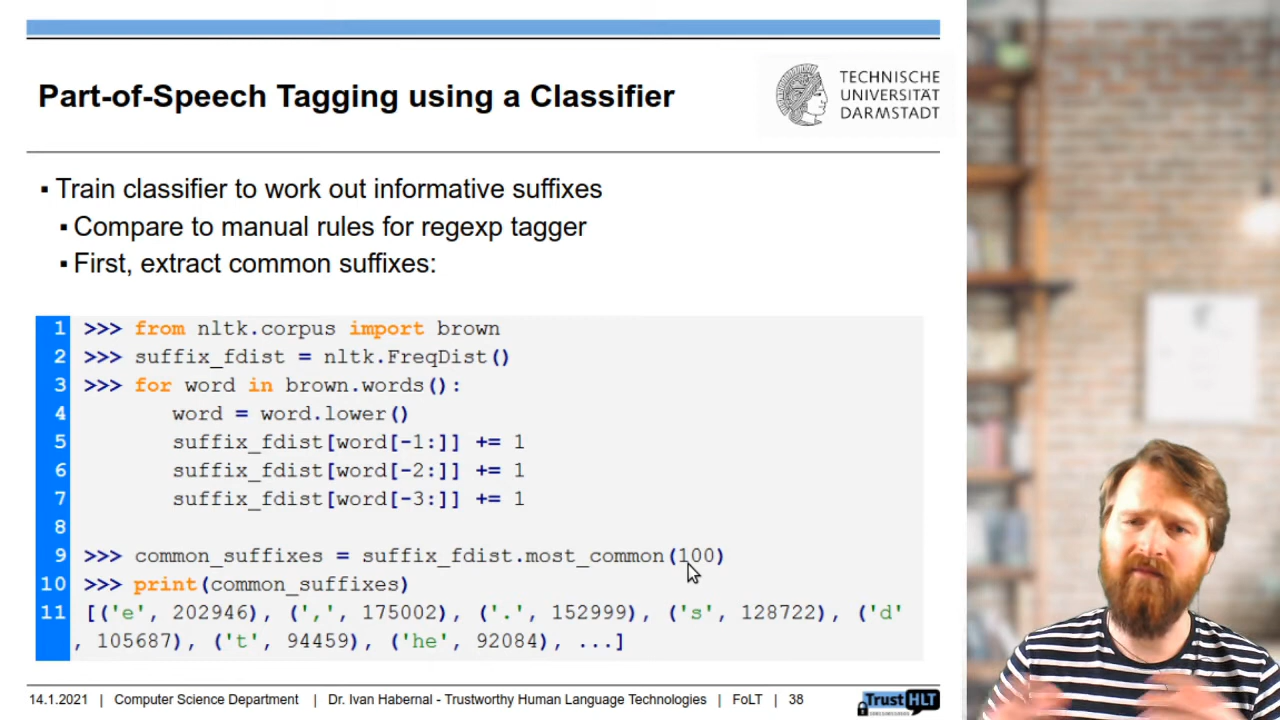 Part-of-Speech Tagging using a Classifier
TECHNISCHE
UNIVERSITÄT
DARMSTADT
▪ Train classifier to work out informative suffixes
▪ Compare to manual rules for regexp tagger
▪ First, extract common suffixes:
1 >>> from nltk.corpus import brown
2 >>> suffix_fdist = nltk.FreqDist()
3 >>> for word in brown.words():
4 word = word.lower()
5 suffix_fdist[word[-1:]] += 1
6 suffix_fdist[word[-2:]] += 1
7 suffix_fdist[word[-3:]] += 1
8
9 >>> common_suffixes = suffix_fdist.most_common(100)
10 >>> print(common_suffixes)
11 [('e', 202946), (',', 175002), ('.', 152999), ('s', 128722), ('d'
, 105687), ('t', 94459), ('he', 92084), ...]
14.1.2021 | Computer Science Department | Dr. Ivan Habernal - Trustworthy Human Language Technologies | FoLT | 38
TrustHLT